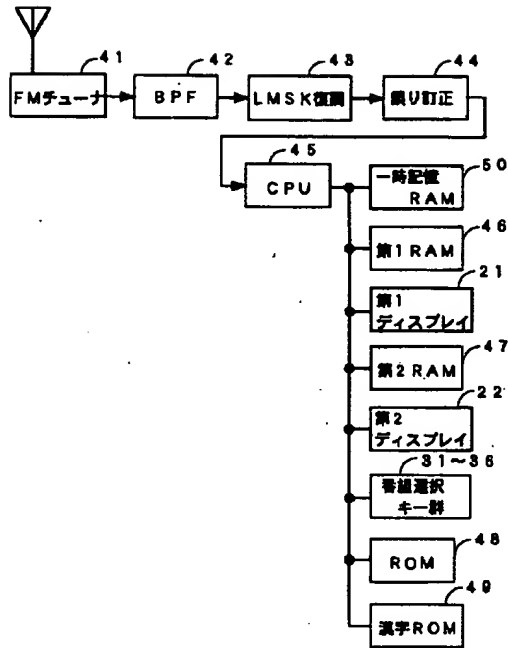 41
FMチューナ
42
BPF
43
LMSK復調
44
誤り訂正
45
CPU
50
一時記憶
RAM
46
第1RAM
21
第1
ディスプレイ
47
第2RAM
22
第2
ディスプレイ
31～36
番組選択
キー群
48
ROM
49
漢字ROM